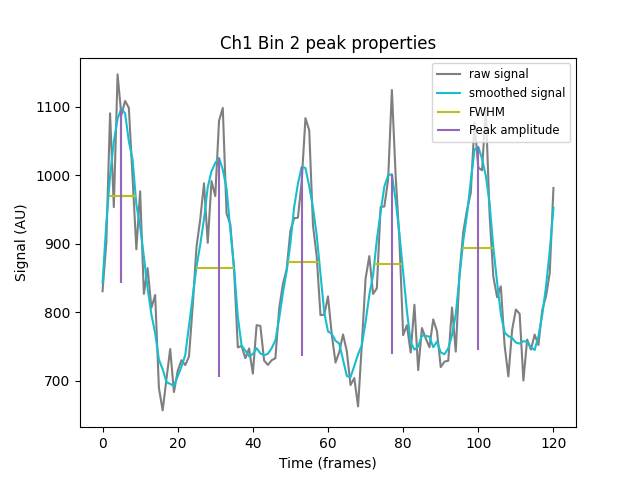 Ch1 Bin 2 peak properties
raw signal
smoothed signal
FWHM
Peak amplitude
Signal (AU)
1100
1000
900
800
700
0 20 40 60 80 100 120
Time (frames)